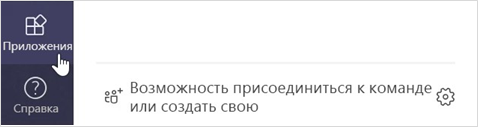 Приложения
Справка
Возможность присоединиться к команде
или создать свою